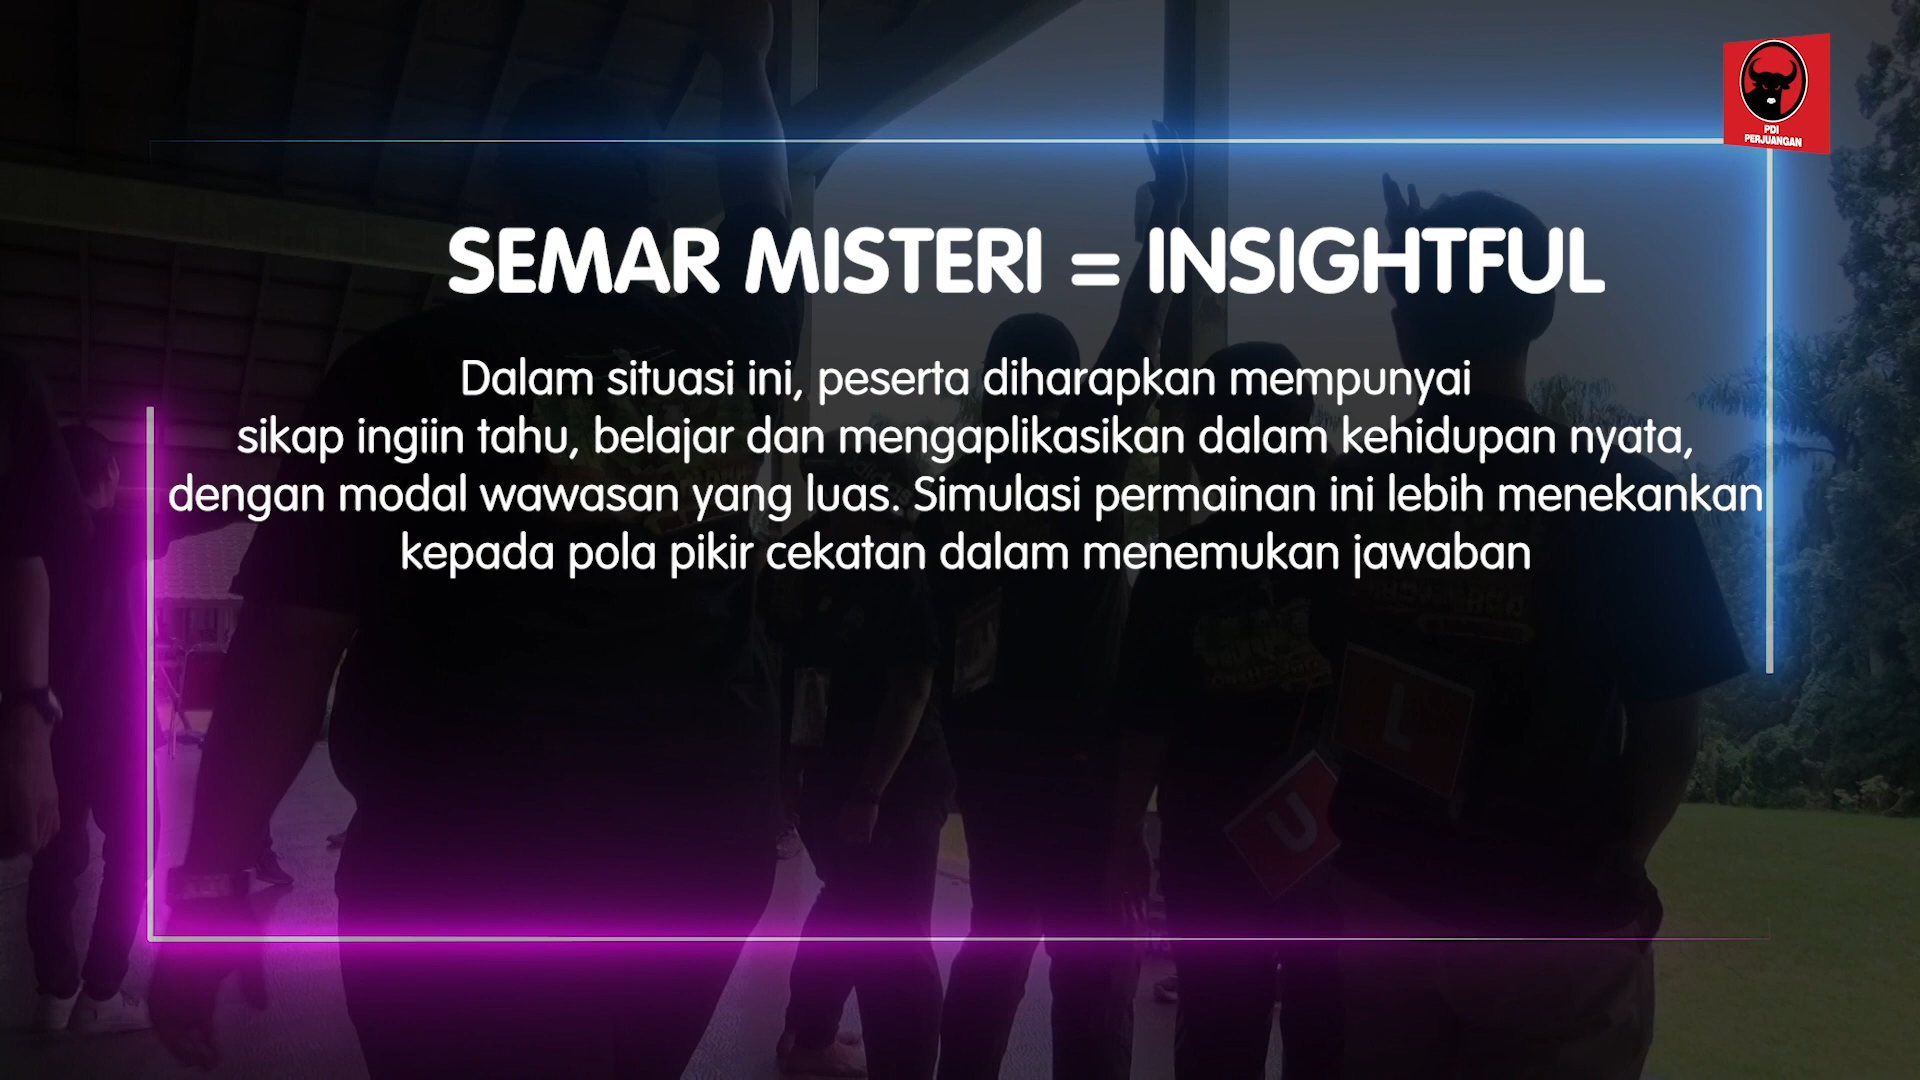 PDI
PERJUANGAN
SEMAR MISTERI = INSIGHTFUL
Dalam situasi ini, peserta diharapkan mempunyai
sikap ingiin tahu, belajar dan mengaplikasikan dalam kehidupan nyata,
dengan modal wawasan yang luas. Simulasi permainan ini lebih menekankan
kepada pola pikir cekatan dalam menemukan jawaban
L
U